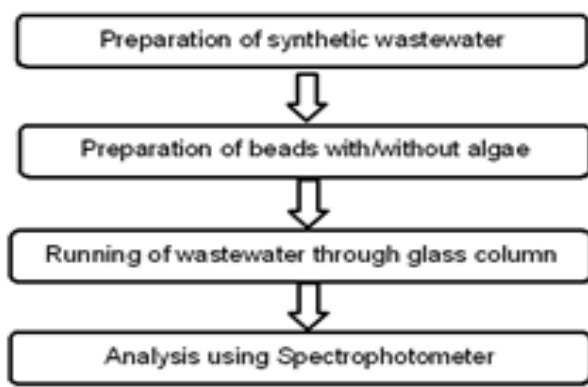 Preparation of synthetic wastewater
Preparation of beads with/without algae
Running of wastewater through glass column
Analysis using Spectrophotometer